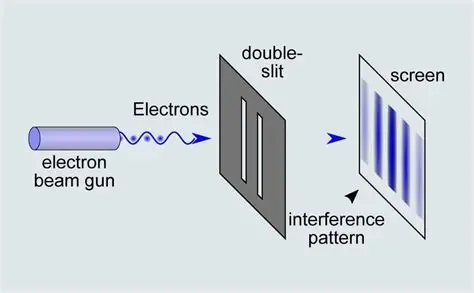 double-
slit
screen
Electrons
electron
beam gun
interference
pattern